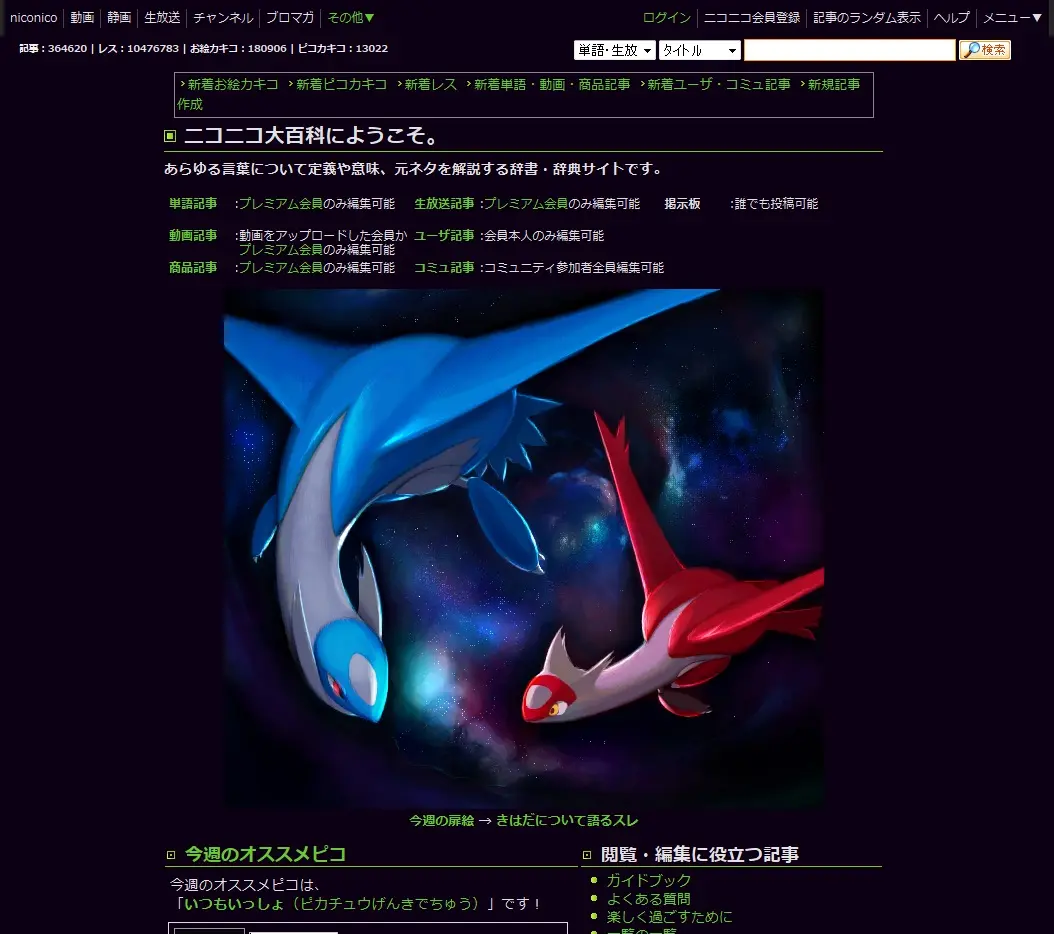 niconico 動画 静画 生放送 チャンネル ブロマガ その他▼ ログイン ニコニコ会員登録 記事のランダム表示 ヘルプ メニュー▼
記事：364620 | レス：10476783 | お絵カキコ：180906 | ピコカキコ：13022 単語・生放 タイトル 検索
›新着お絵カキコ ›新着ピコカキコ ›新着レス ›新着単語・動画・商品記事 ›新着ユーザ・コミュ記事 ›新規記事
作成
ニコニコ大百科にようこそ。
あらゆる言葉について定義や意味、元ネタを解説する辞書・辞典サイトです。
単語記事 :プレミアム会員のみ編集可能 生放送記事 :プレミアム会員のみ編集可能 掲示板 :誰でも投稿可能
動画記事 :動画をアップロードした会員か ユーザ記事 :会員本人のみ編集可能
プレミアム会員のみ編集可能
商品記事 :プレミアム会員のみ編集可能 コミュ記事 :コミュニティ参加者全員編集可能
今週の扉絵 → きはだについて語るスレ
今週のオススメピコ 閲覧・編集に役立つ記事
今週のオススメピコは、
「いつもいっしょ（ピカチュウげんきでちゅう）」です！
ガイドブック
よくある質問
楽しく過ごすために
一覧の一覧